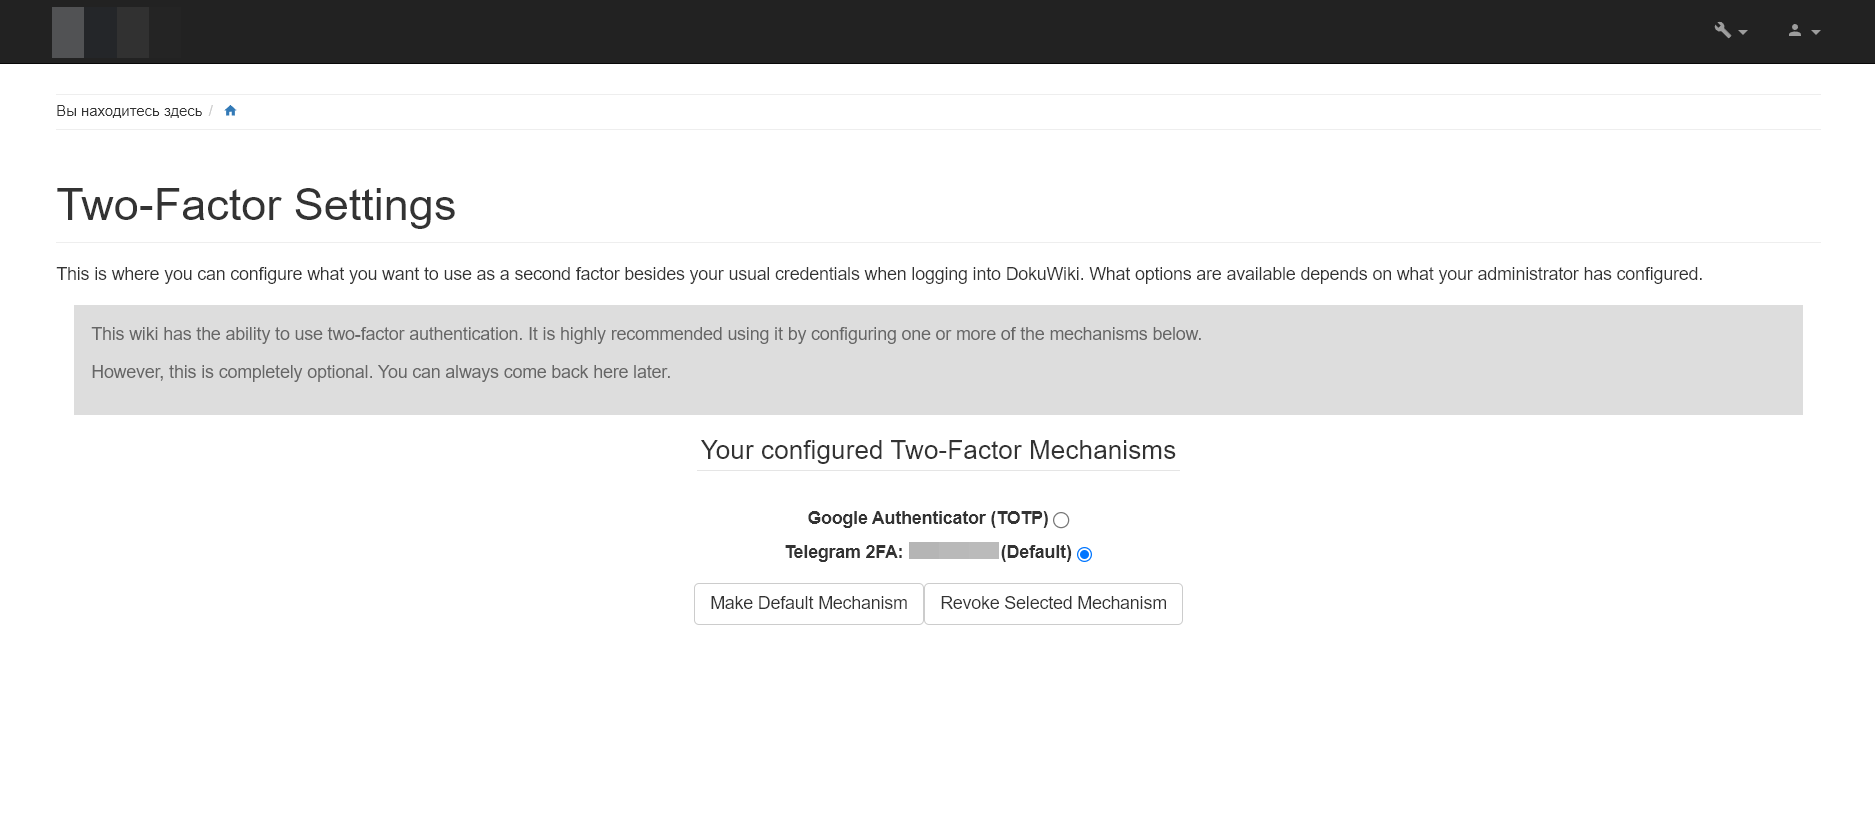 Вы находитесь здесь /
Two-Factor Settings
This is where you can configure what you want to use as a second factor besides your usual credentials when logging into DokuWiki. What options are available depends on what your administrator has configured.
This wiki has the ability to use two-factor authentication. It is highly recommended using it by configuring one or more of the mechanisms below.
However, this is completely optional. You can always come back here later.
Your configured Two-Factor Mechanisms
Google Authenticator (TOTP)
Telegram 2FA: (Default)
Make Default Mechanism Revoke Selected Mechanism